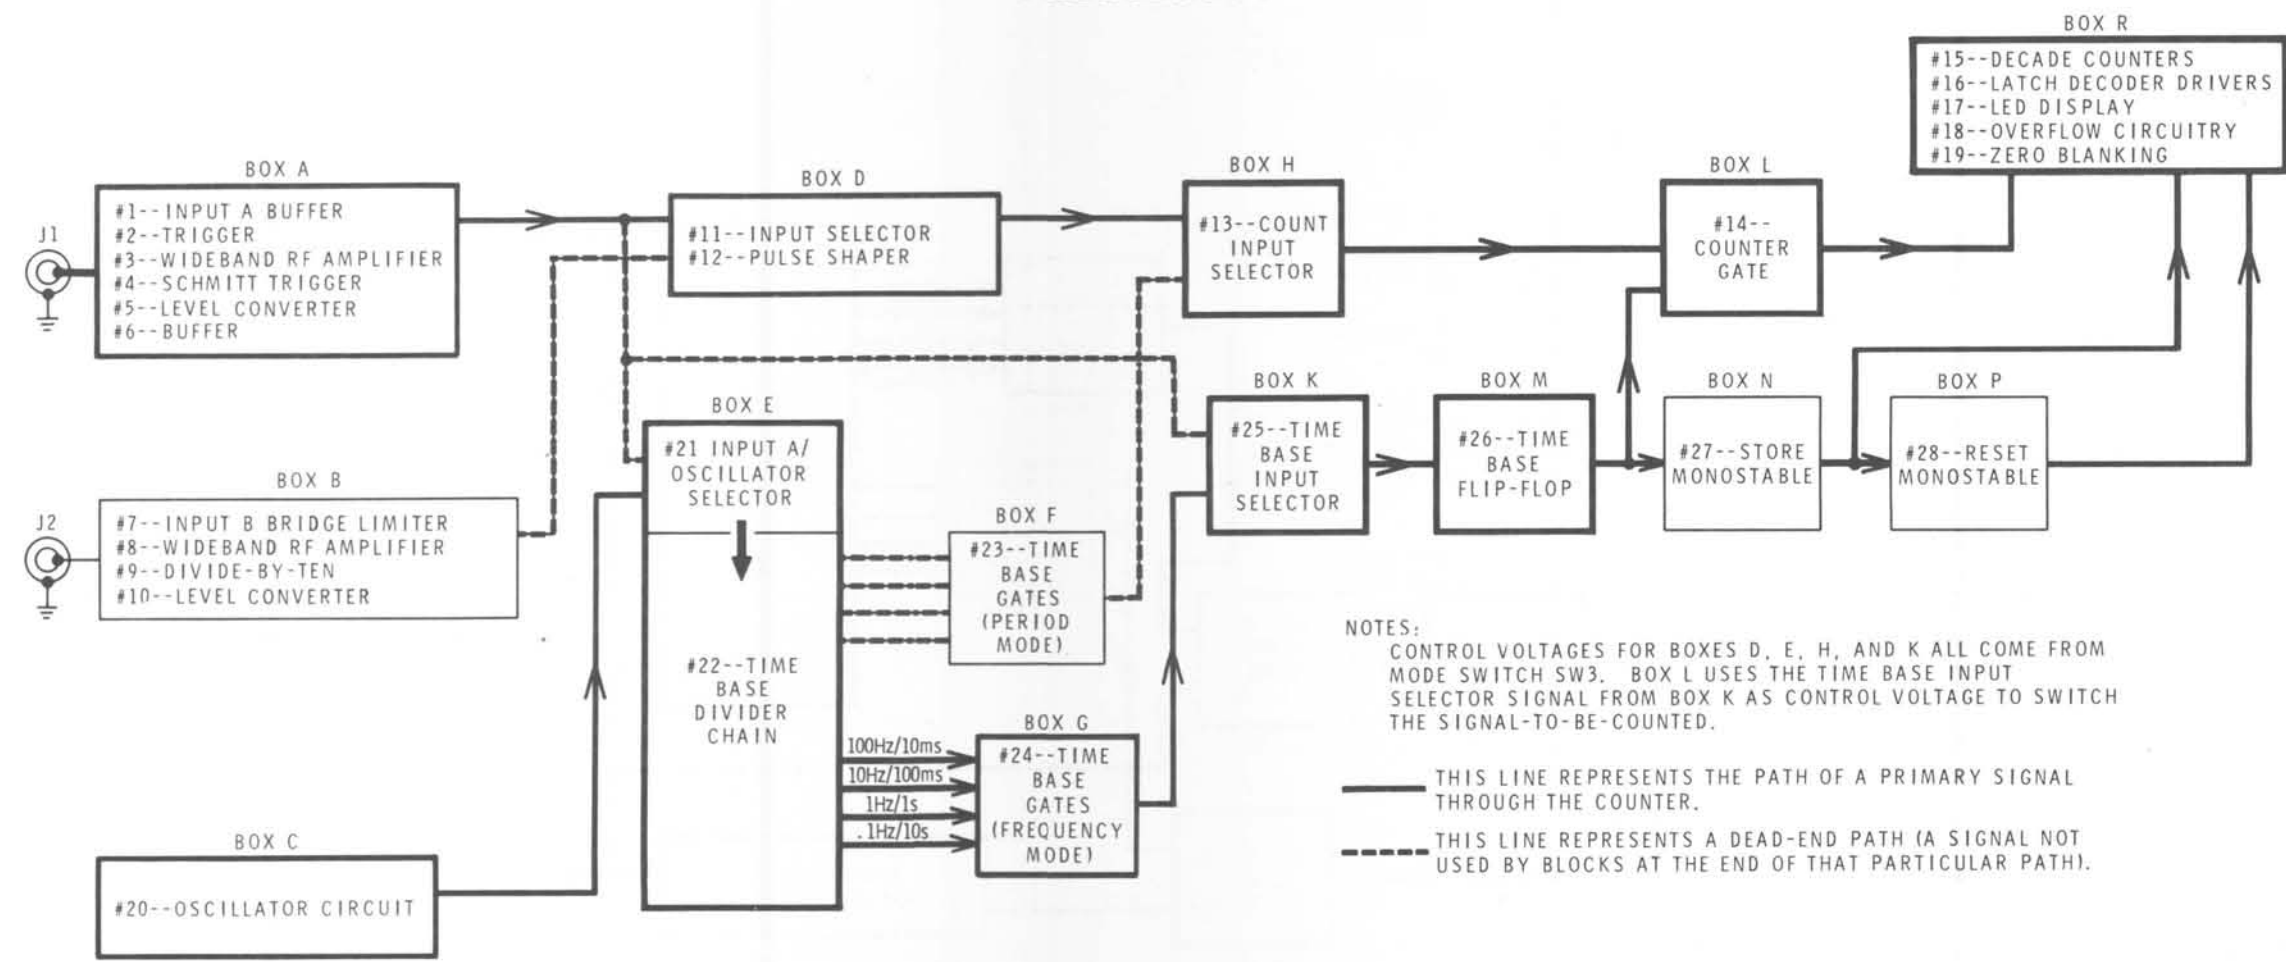 BOX R
#15--DECADE COUNTERS
#16--LATCH DECODER DRIVERS
#17--LED DISPLAY
#18--OVERFLOW CIRCUITRY
#19--ZERO BLANKING
BOX A
J1
#1--INPUT A BUFFER
#2--TRIGGER
#3--WIDEBAND RF AMPLIFIER
#4--SCHMITT TRIGGER
#5--LEVEL CONVERTER
#6--BUFFER
BOX D
#11--INPUT SELECTOR
#12--PULSE SHAPER
BOX H
#13--COUNT
INPUT
SELECTOR
BOX L
#14--
COUNTER
GATE
BOX K
#25--TIME
BASE
INPUT
SELECTOR
BOX M
#26--TIME
BASE
FLIP-FLOP
BOX N
#27--STORE
MONOSTABLE
BOX P
#28--RESET
MONOSTABLE
BOX E
#21 INPUT A/
OSCILLATOR
SELECTOR
#22--TIME
BASE
DIVIDER
CHAIN
BOX B
J2
#7--INPUT B BRIDGE LIMITER
#8--WIDEBAND RF AMPLIFIER
#9--DIVIDE-BY-TEN
#10--LEVEL CONVERTER
BOX F
#23--TIME
BASE
GATES
(PERIOD
MODE)
100Hz/10ms
10Hz/100ms
1Hz/1s
.1Hz/10s
BOX G
#24--TIME
BASE
GATES
(FREQUENCY
MODE)
BOX C
#20--OSCILLATOR CIRCUIT
NOTES:
CONTROL VOLTAGES FOR BOXES D, E, H, AND K ALL COME FROM
MODE SWITCH SW3. BOX L USES THE TIME BASE INPUT
SELECTOR SIGNAL FROM BOX K AS CONTROL VOLTAGE TO SWITCH
THE SIGNAL-TO-BE-COUNTED.
THIS LINE REPRESENTS THE PATH OF A PRIMARY SIGNAL
THROUGH THE COUNTER.
THIS LINE REPRESENTS A DEAD-END PATH (A SIGNAL NOT
USED BY BLOCKS AT THE END OF THAT PARTICULAR PATH).